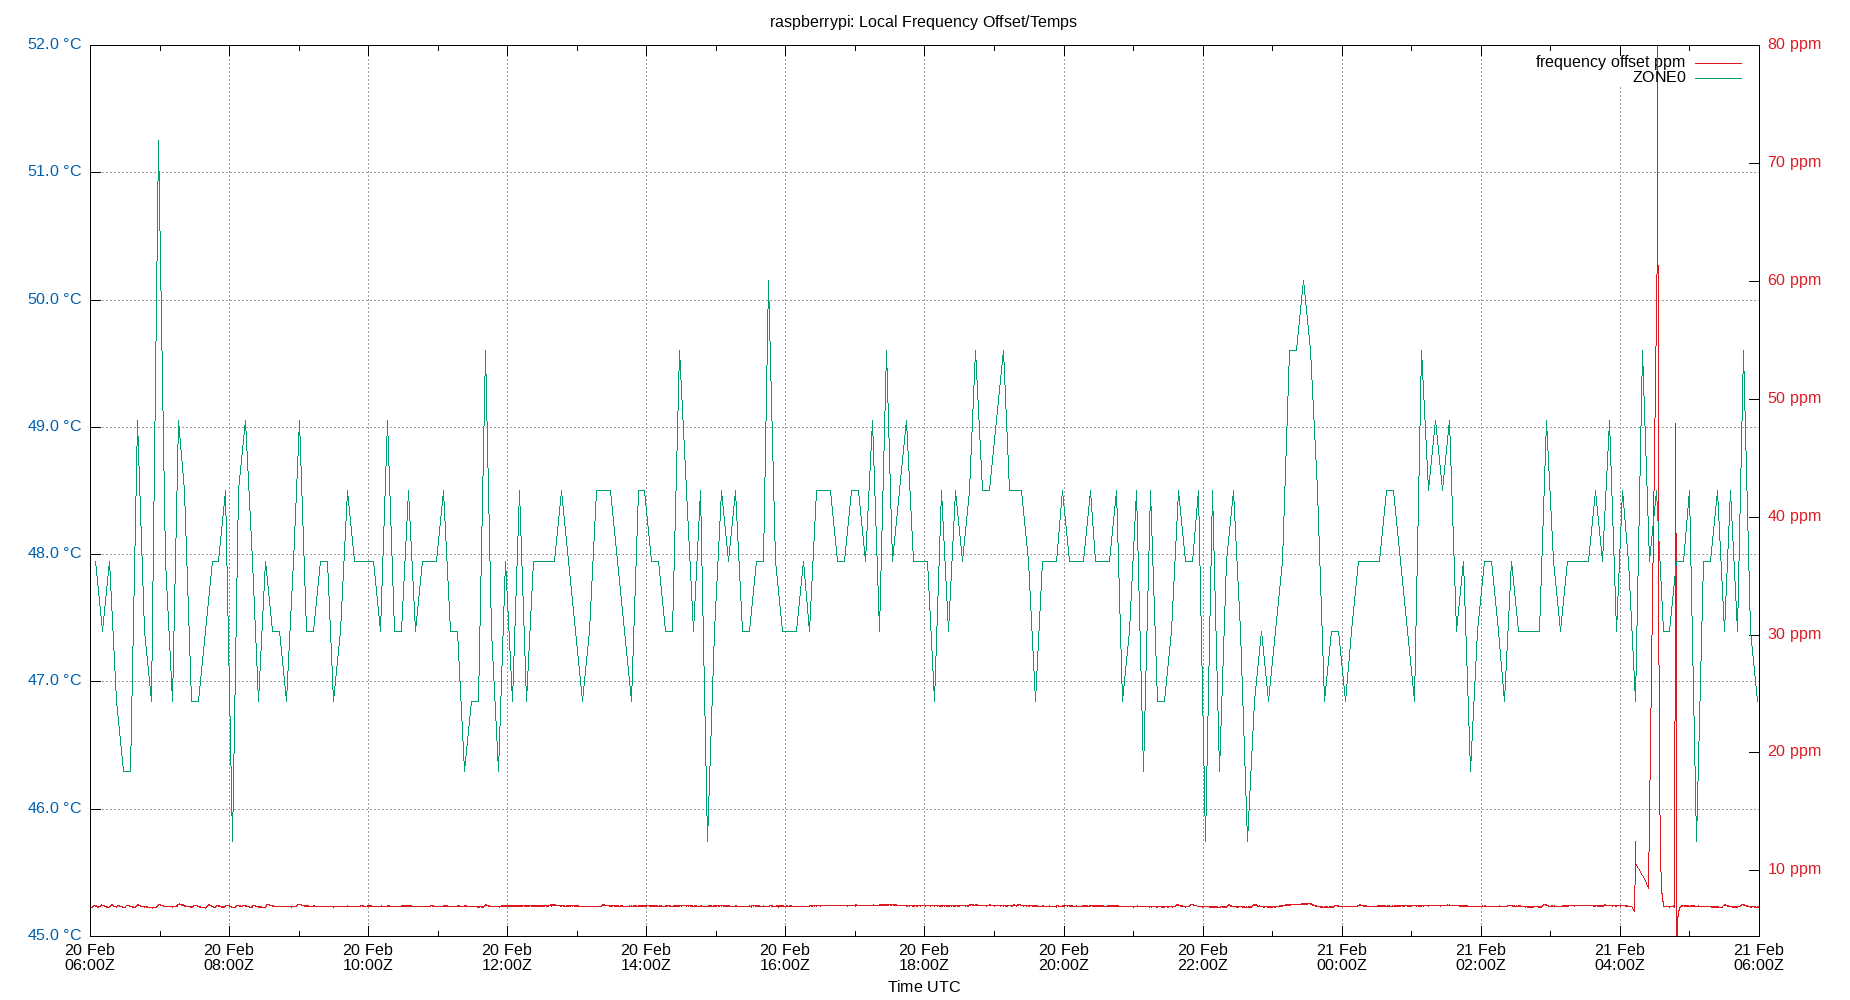 raspberrypi: Local Frequency Offset/Temps
52.0 °C
51.0 °C
50.0 °C
49.0 °C
48.0 °C
47.0 °C
46.0 °C
45.0 °C
80 ppm
70 ppm
60 ppm
50 ppm
40 ppm
30 ppm
20 ppm
10 ppm
frequency offset ppm
ZONE0
20 Feb
06:00Z
20 Feb
08:00Z
20 Feb
10:00Z
20 Feb
12:00Z
20 Feb
14:00Z
20 Feb
16:00Z
20 Feb
18:00Z
20 Feb
20:00Z
20 Feb
22:00Z
21 Feb
00:00Z
21 Feb
02:00Z
21 Feb
04:00Z
21 Feb
06:00Z
Time UTC